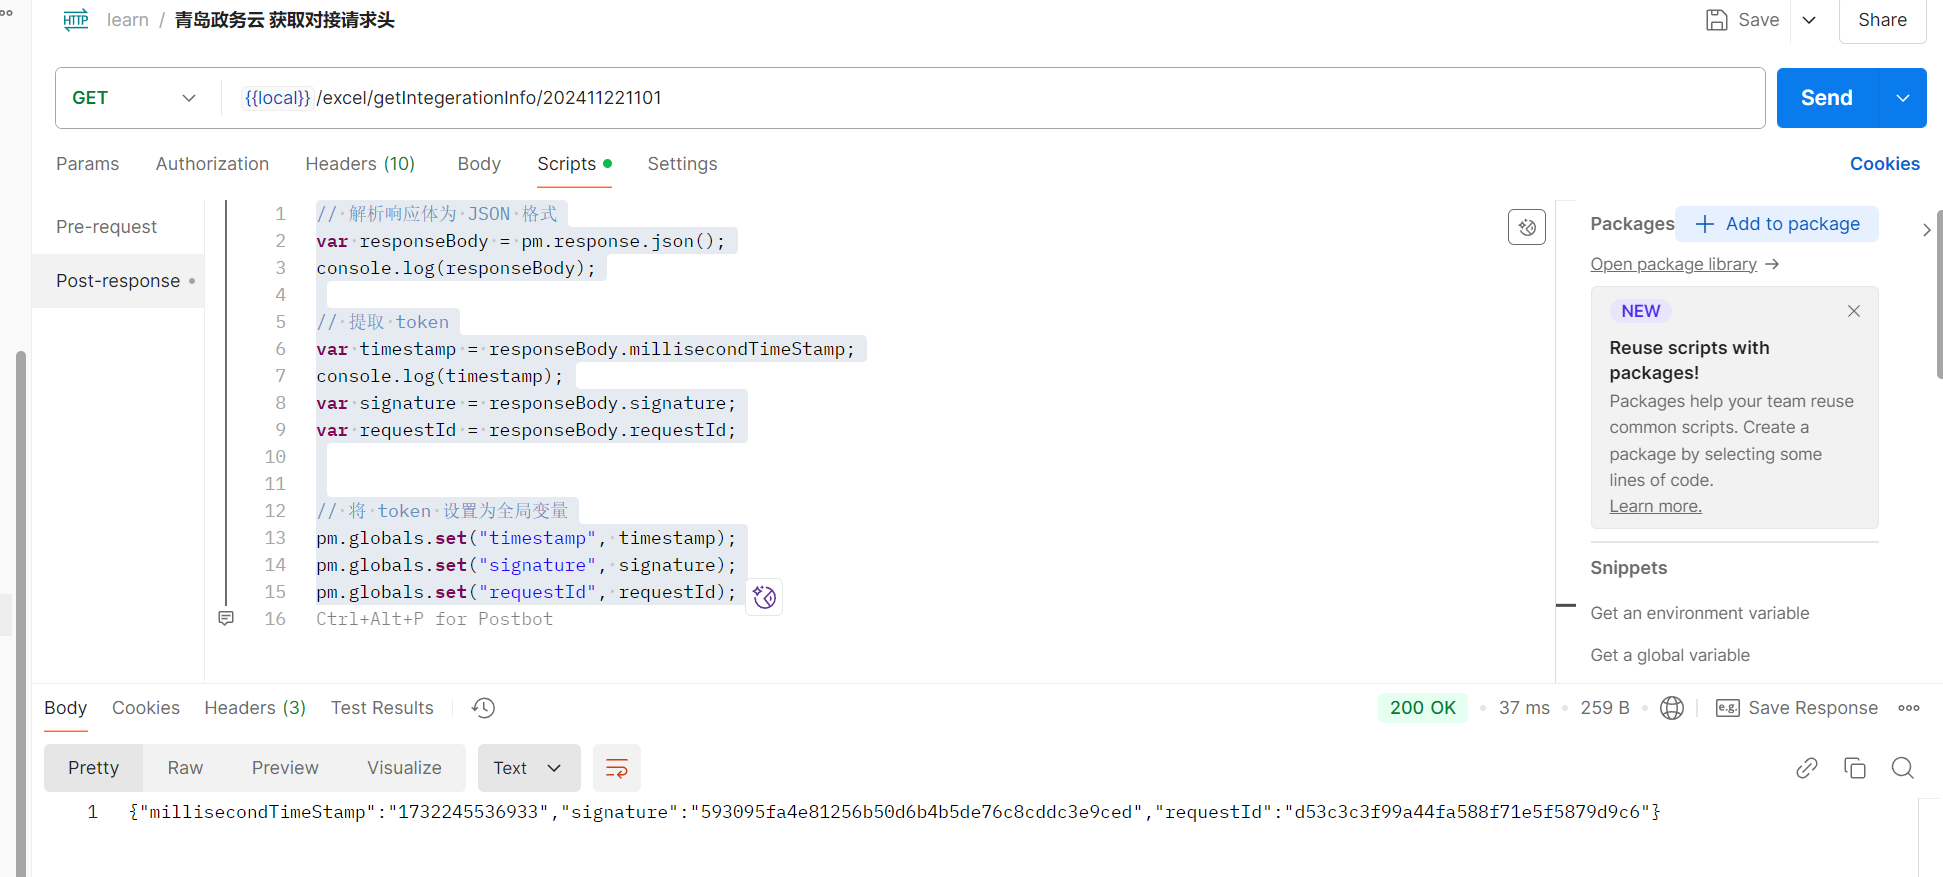 HTTP learn / 青岛政务云 获取对接请求头 Save Share
GET {{local}} /excel/getIntegerationInfo/202411221101 Send
Params Authorization Headers (10) Body Scripts Settings Cookies
Pre-request
Post-response
1 // 解析响应体为 JSON 格式
2 var responseBody = pm.response.json();
3 console.log(responseBody);
4
5 // 提取 token
6 var timestamp = responseBody.millisecondTimeStamp;
7 console.log(timestamp);
8 var signature = responseBody.signature;
9 var requestId = responseBody.requestId;
10
11
12 // 将 token 设置为全局变量
13 pm.globals.set("timestamp", timestamp);
14 pm.globals.set("signature", signature);
15 pm.globals.set("requestId", requestId);
16 Ctrl+Alt+P for Postbot
Packages + Add to package
Open package library →
NEW
Reuse scripts with
packages!
Packages help your team reuse
common scripts. Create a
package by selecting some
lines of code.
Learn more.
Snippets
Get an environment variable
Get a global variable
Body Cookies Headers (3) Test Results 200 OK 37 ms 259 B e.g. Save Response
Pretty Raw Preview Visualize Text
1 {"millisecondTimeStamp":"1732245536933","signature":"593095fa4e81256b50d6b4b5de76c8cddc3e9ced","requestId":"d53c3c3f99a44fa588f71e5f5879d9c6"}